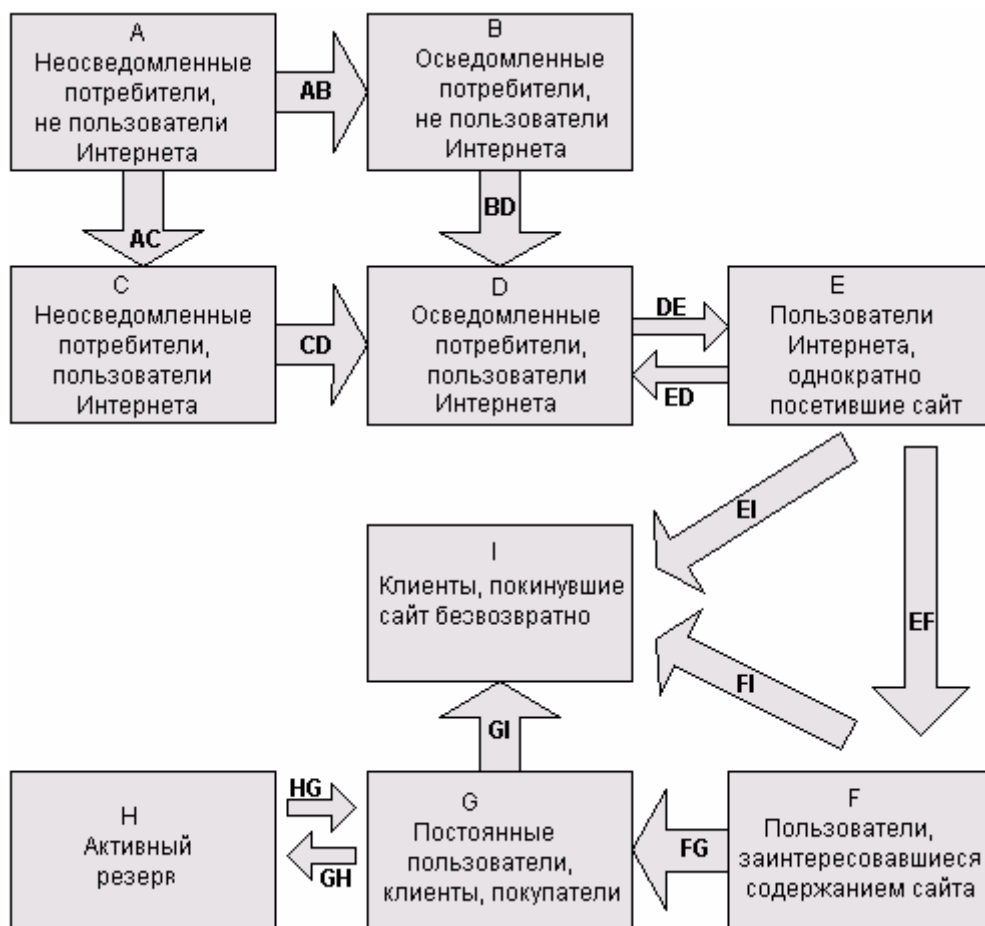 A
Неосведомленные
потребители,
не пользователи
Интернета
AB
B
Осведомленные
потребители,
не пользователи
Интернета
AC
BD
C
Неосведомленные
потребители,
пользователи
Интернета
CD
D
Осведомленные
потребители,
пользователи
Интернета
DE
ED
E
Пользователи
Интернета,
однократно
посетившие сайт
EI
EF
I
Клиенты, покинувшие
сайт безвозвратно
FI
GI
H
Активный
резерв
HG
GH
G
Постоянные
пользователи,
клиенты, покупатели
FG
F
Пользователи,
заинтересовавшиеся
содержанием сайта